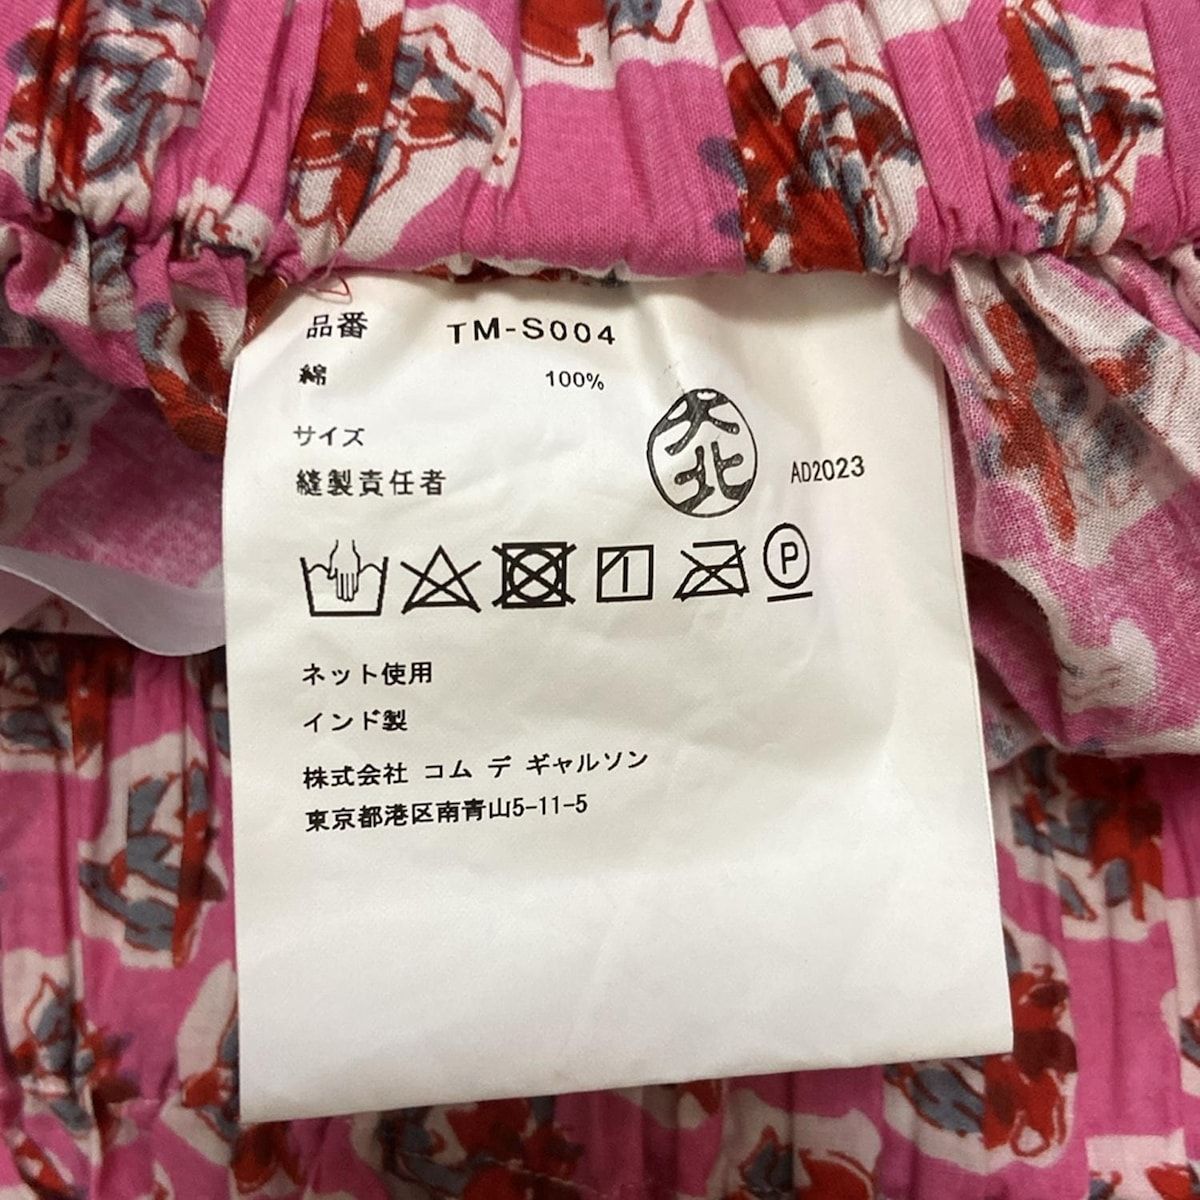 品番 TM-S004
綿 100%
サイズ
縫製責任者 大北 AD2023
P
ネット使用
インド製
株式会社 コム デ ギャルソン
東京都港区南青山5-11-5